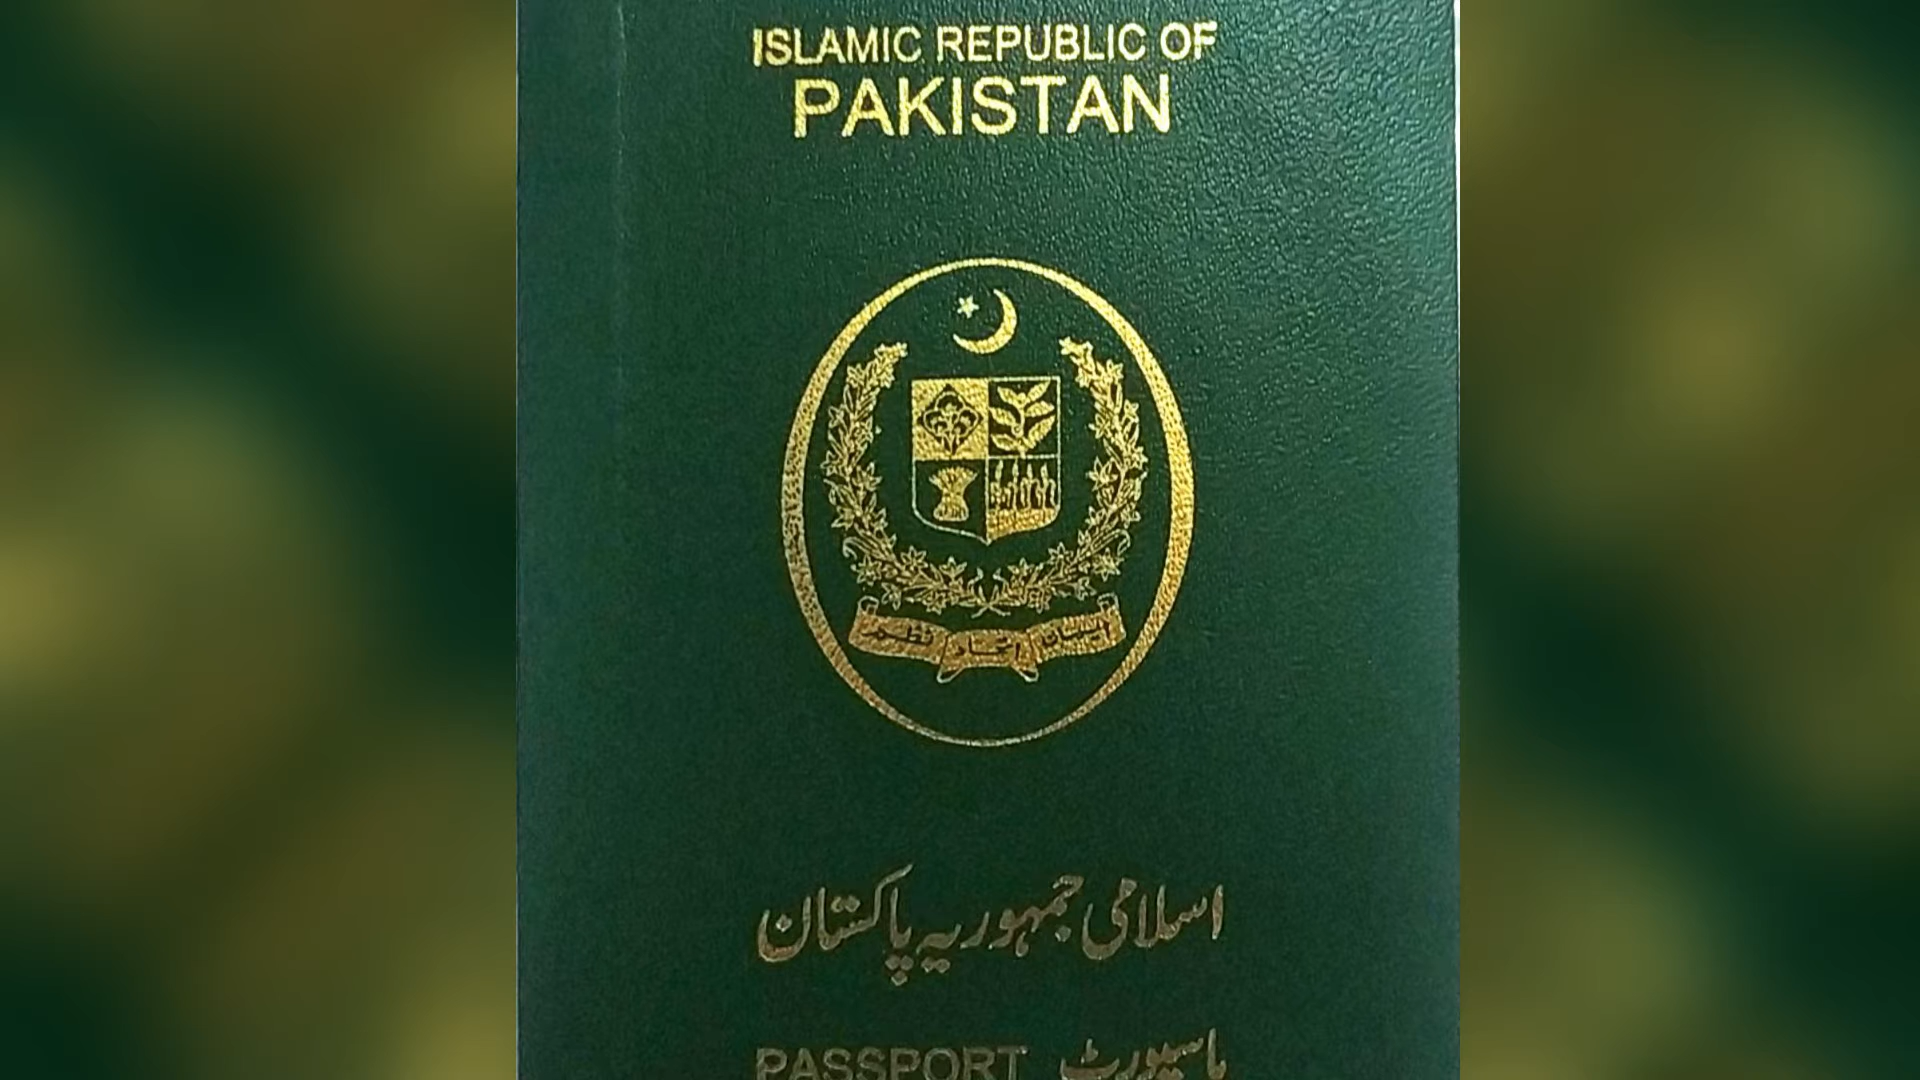 ISLAMIC REPUBLIC OF
PAKISTAN
ایمان اتحاد نظم
اسلامی جمہوریہ پاکستان
PASSPORT پاسپورٹ